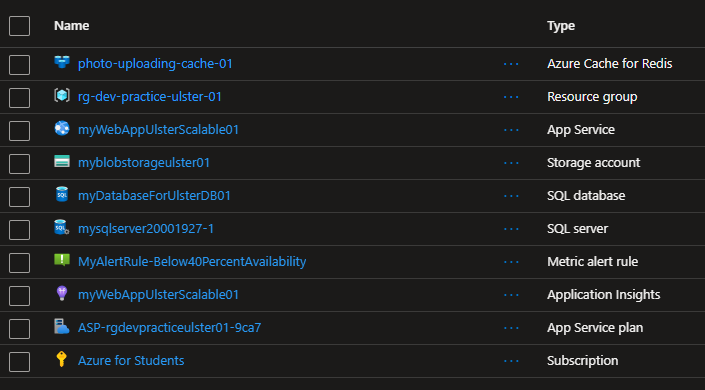 Name Type
photo-uploading-cache-01 ... Azure Cache for Redis
rg-dev-practice-ulster-01 ... Resource group
myWebAppUlsterScalable01 ... App Service
myblobstorageulster01 ... Storage account
SQL myDatabaseForUlsterDB01 ... SQL database
SQL mysqlserver20001927-1 ... SQL server
MyAlertRule-Below40PercentAvailability ... Metric alert rule
myWebAppUlsterScalable01 ... Application Insights
ASP-rgdevpracticeulster01-9ca7 ... App Service plan
Azure for Students ... Subscription